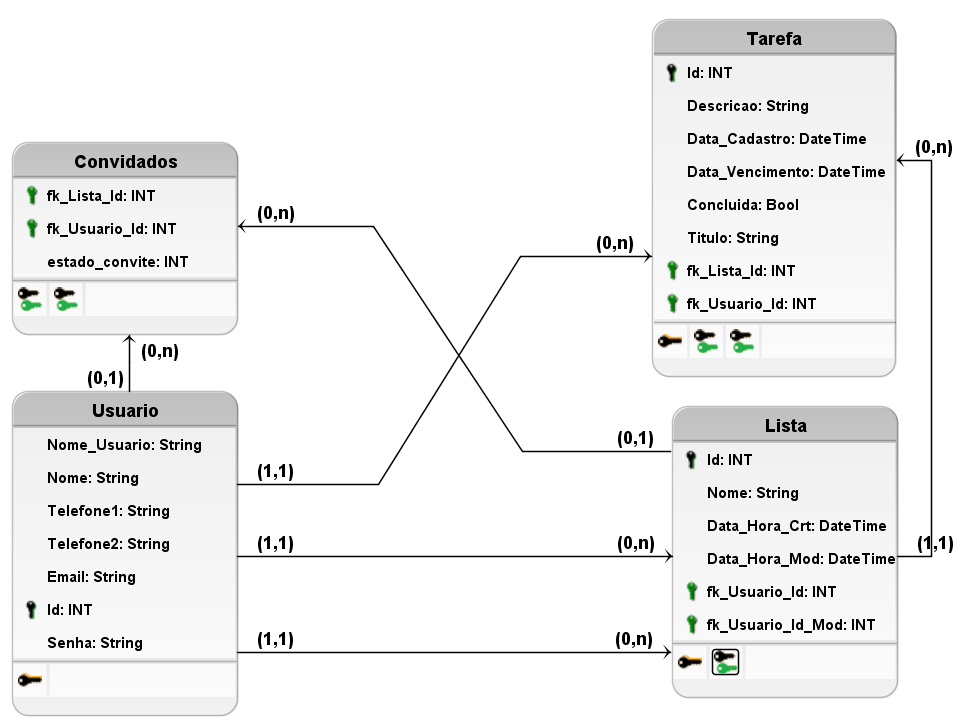 Tarefa
Id: INT
Descricao: String
Data_Cadastro: DateTime
Data_Vencimento: DateTime
Concluida: Bool
Titulo: String
fk_Lista_Id: INT
fk_Usuario_Id: INT
Convidados
fk_Lista_Id: INT
fk_Usuario_Id: INT
estado_convite: INT
(0,n)
(0,n)
(0,n)
(0,n)
(0,1)
Usuario
Nome_Usuario: String
Nome: String
Telefone1: String
Telefone2: String
Email: String
Id: INT
Senha: String
(1,1)
(1,1)
(1,1)
(0,1)
(0,n)
(0,n)
Lista
Id: INT
Nome: String
Data_Hora_Crt: DateTime
Data_Hora_Mod: DateTime
fk_Usuario_Id: INT
fk_Usuario_Id_Mod: INT
(1,1)